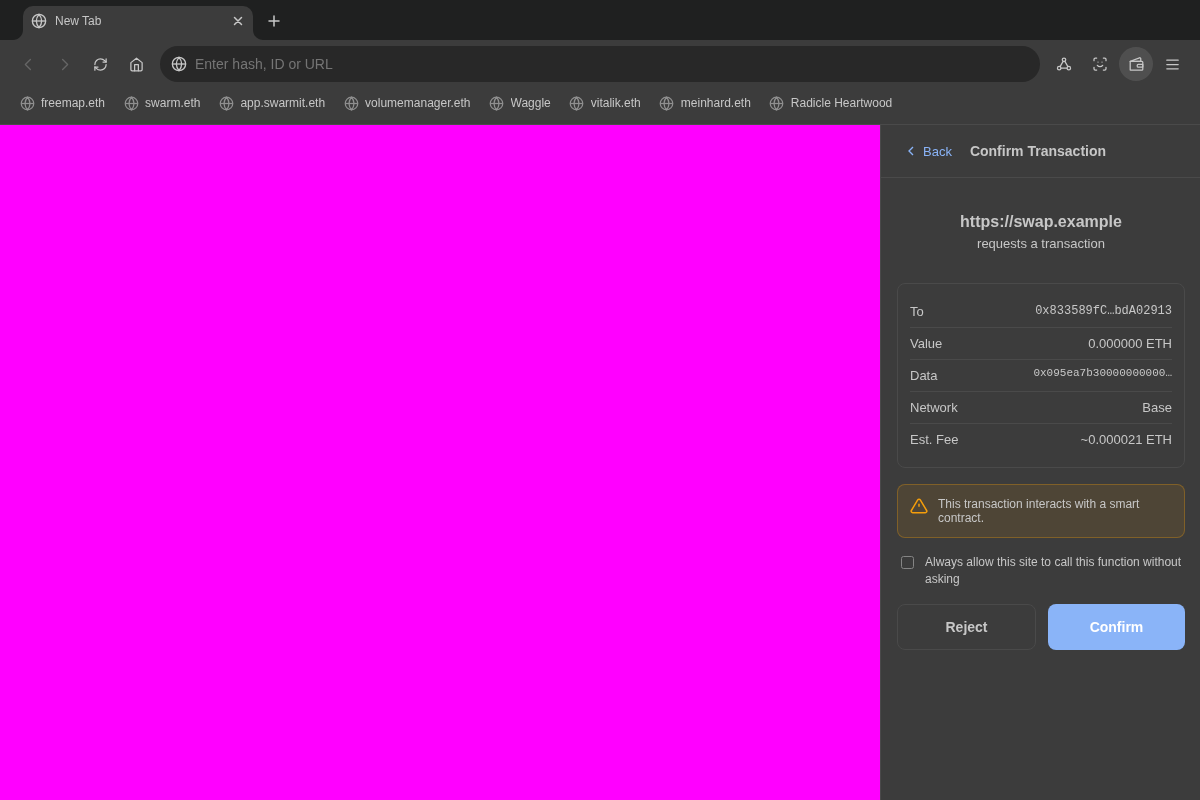 New Tab
Enter hash, ID or URL
freemap.eth swarm.eth app.swarmit.eth volumemanager.eth Waggle vitalik.eth meinhard.eth Radicle Heartwood
Back Confirm Transaction
https://swap.example
requests a transaction
To 0x833589fC…bdA02913
Value 0.000000 ETH
Data 0x095ea7b30000000000…
Network Base
Est. Fee ~0.000021 ETH
This transaction interacts with a smart
contract.
Always allow this site to call this function without
asking
Reject Confirm